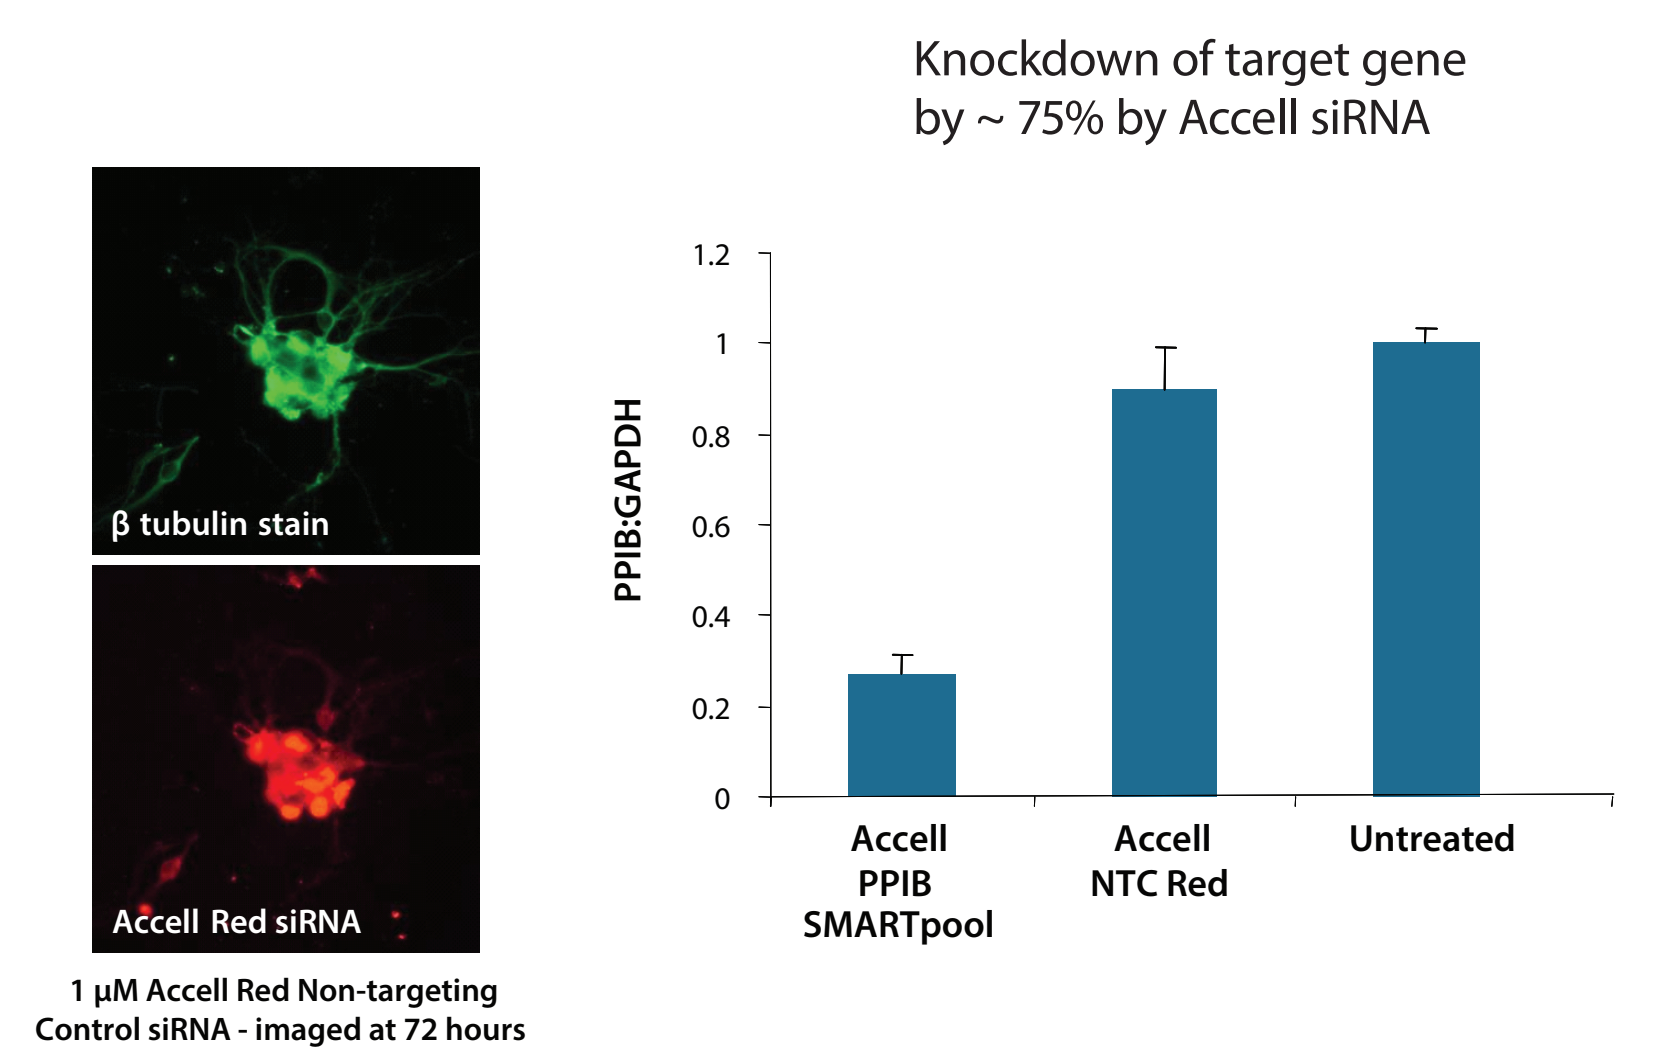 Knockdown of target gene
by ~ 75% by Accell siRNA
β tubulin stain
Accell Red siRNA
1 μM Accell Red Non-targeting
Control siRNA - imaged at 72 hours
PPIB:GAPDH
1.2
1
0.8
0.6
0.4
0.2
0
Accell
PPIB
SMARTpool
Accell
NTC Red
Untreated